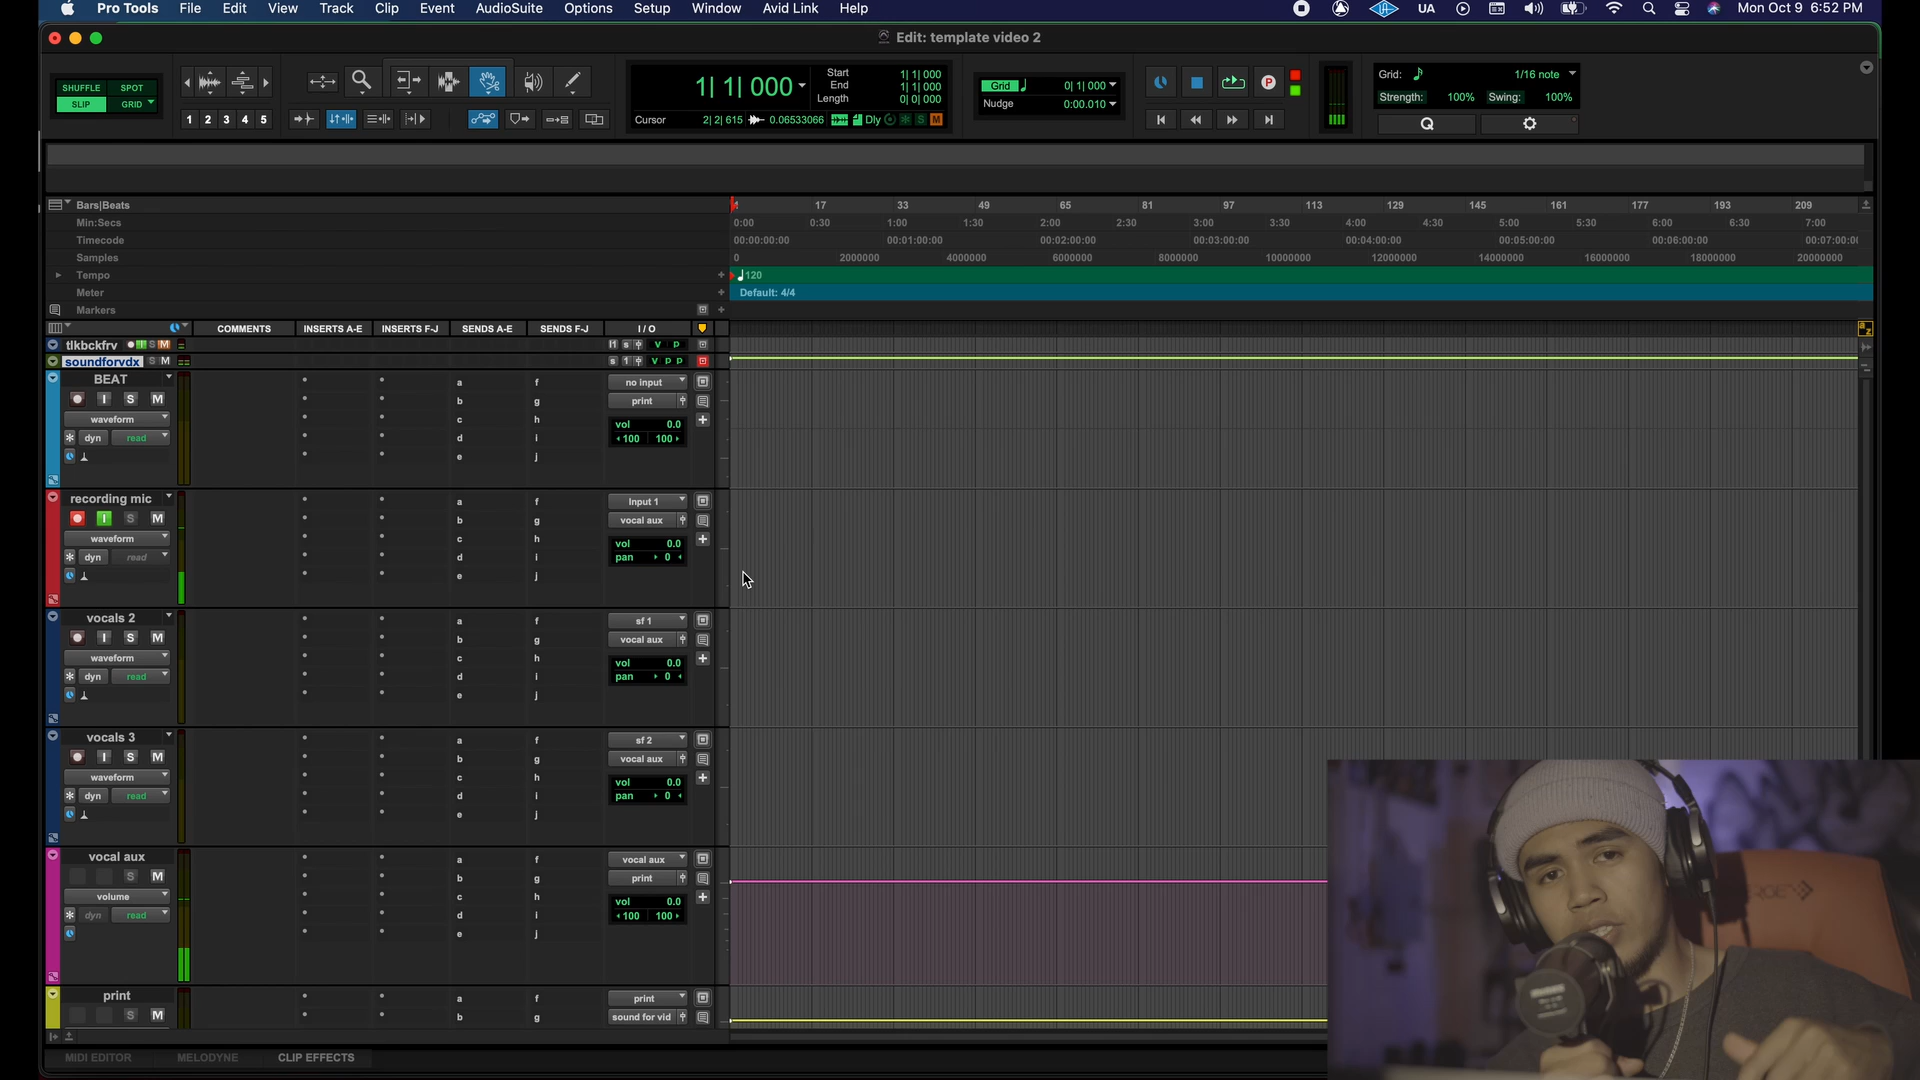 Pro Tools File Edit View Track Clip Event AudioSuite Options Setup Window Avid Link Help UA Mon Oct 9 6:52 PM
Edit: template video 2
SHUFFLE SPOT
SLIP GRID
1 2 3 4 5
1| 1| 000
Start 1| 1| 000
End 1| 1| 000
Length 0| 0| 000
Cursor 2| 2| 615 0.06533066 Dly S M
Grid 0| 1| 000
Nudge 0:00.010
P
Grid: 1/16 note
Strength: 100% Swing: 100%
Q
Bars|Beats 17 33 49 65 81 97 113 129 145 161 177 193 209
Min:Secs 0:00 0:30 1:00 1:30 2:00 2:30 3:00 3:30 4:00 4:30 5:00 5:30 6:00 6:30 7:00
Timecode 00:00:00:00 00:01:00:00 00:02:00:00 00:03:00:00 00:04:00:00 00:05:00:00 00:06:00:00 00:07:00:0
Samples 0 2000000 4000000 6000000 8000000 10000000 12000000 14000000 16000000 18000000 20000000
Tempo 120
Meter Default: 4/4
Markers
COMMENTS INSERTS A-E INSERTS F-J SENDS A-E SENDS F-J I / O
tlkbckfrv I S M I1 s v p
soundforvdx S M s 1 v p p
BEAT a f no input
I S M b g print
waveform c h vol 0.0
dyn read d i 100 100
e j
recording mic a f Input 1
I S M b g vocal aux
waveform c h vol 0.0
dyn read d i pan 0
e j
vocals 2 a f sf 1
I S M b g vocal aux
waveform c h vol 0.0
dyn read d i pan 0
e j
vocals 3 a f sf 2
I S M b g vocal aux
waveform c h vol 0.0
dyn read d i pan 0
e j
vocal aux a f vocal aux
S M b g print
volume c h vol 0.0
dyn read d i 100 100
e j
print a f print
S M b g sound for vid
MIDI EDITOR MELODYNE CLIP EFFECTS